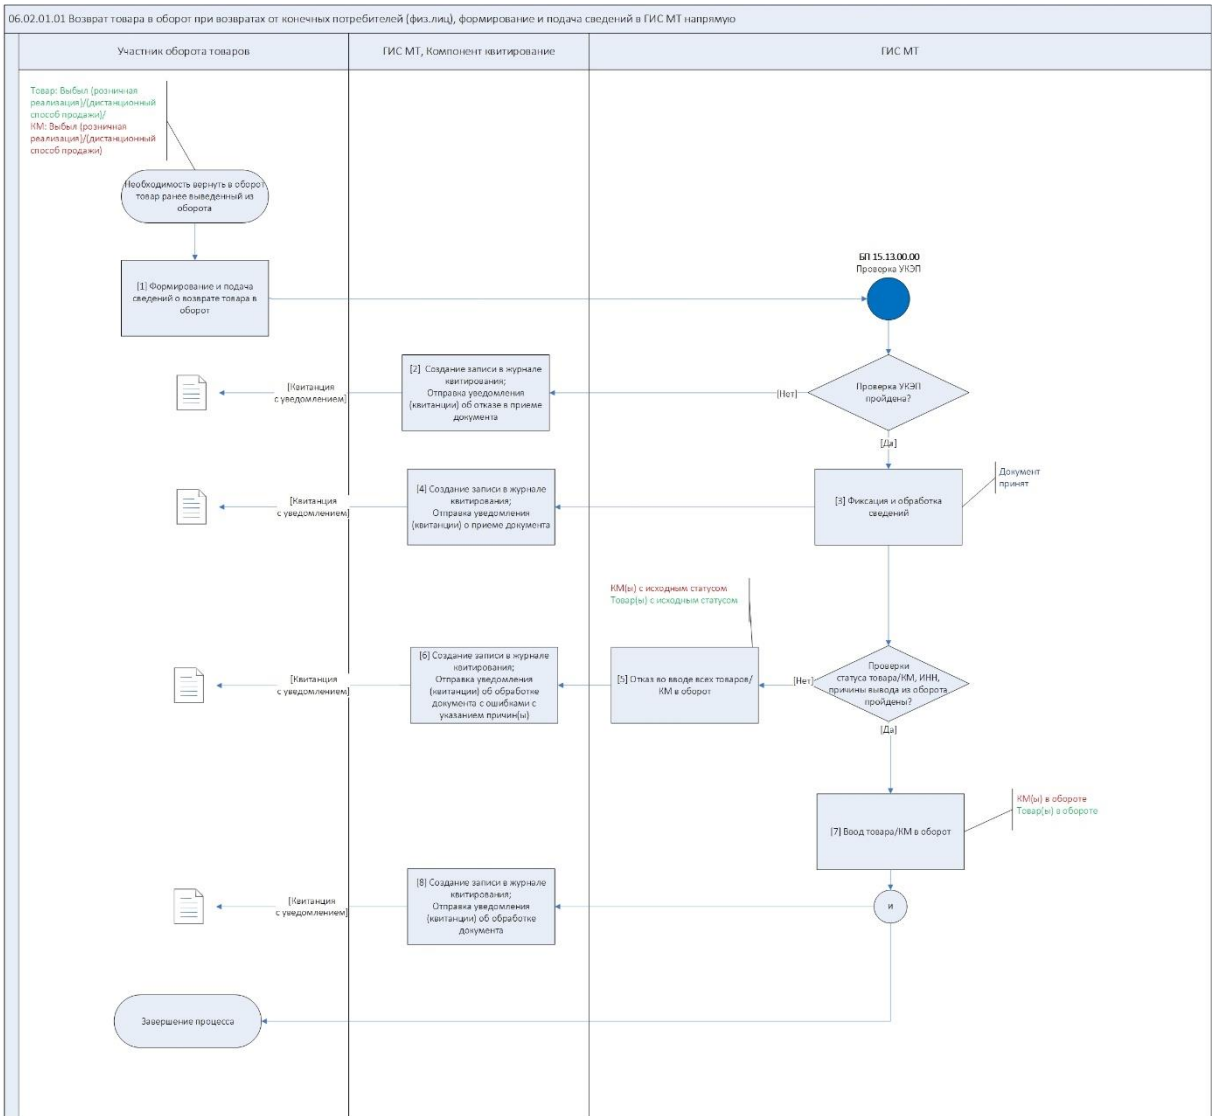 06.02.01.01 Возврат товара в оборот при возвратах от конечных потребителей (физ.лиц), формирование и подача сведений в ГИС МТ напрямую
Участник оборота товаров
ГИС МТ, Компонент квитирование
ГИС МТ
Товар: Выбыл (розничная
реализация)/(дистанционный
способ продажи)/
КМ: Выбыл (розничная
реализация)/(дистанционный
способ продажи)
Необходимость вернуть в оборот
товар ранее выведенный из
оборота
[1] Формирование и подача
сведений о возврате товара в
оборот
БП 15.13.00.00
Проверка УКЭП
Проверка УКЭП
пройдена?
[Нет]
[2] Создание записи в журнале
квитирования;
Отправка уведомления
(квитанции) об отказе в приеме
документа
[Квитанция
с уведомлением]
[Да]
[3] Фиксация и обработка
сведений
Документ
принят
[4] Создание записи в журнале
квитирования;
Отправка уведомления
(квитанции) о приеме документа
[Квитанция
с уведомлением]
КМ(ы) с исходным статусом
Товар(ы) с исходным статусом
Проверки
статуса товара/КМ, ИНН,
причины вывода из оборота
пройдены?
[Нет]
[5] Отказ во вводе всех товаров/
КМ в оборот
[6] Создание записи в журнале
квитирования;
Отправка уведомления
(квитанции) об обработке
документа с ошибками с
указанием причин(ы)
[Квитанция
с уведомлением]
[Да]
[7] Ввод товара/КМ в оборот
КМ(ы) в обороте
Товар(ы) в обороте
и
[8] Создание записи в журнале
квитирования;
Отправка уведомления
(квитанции) об обработке
документа
[Квитанция
с уведомлением]
Завершение процесса